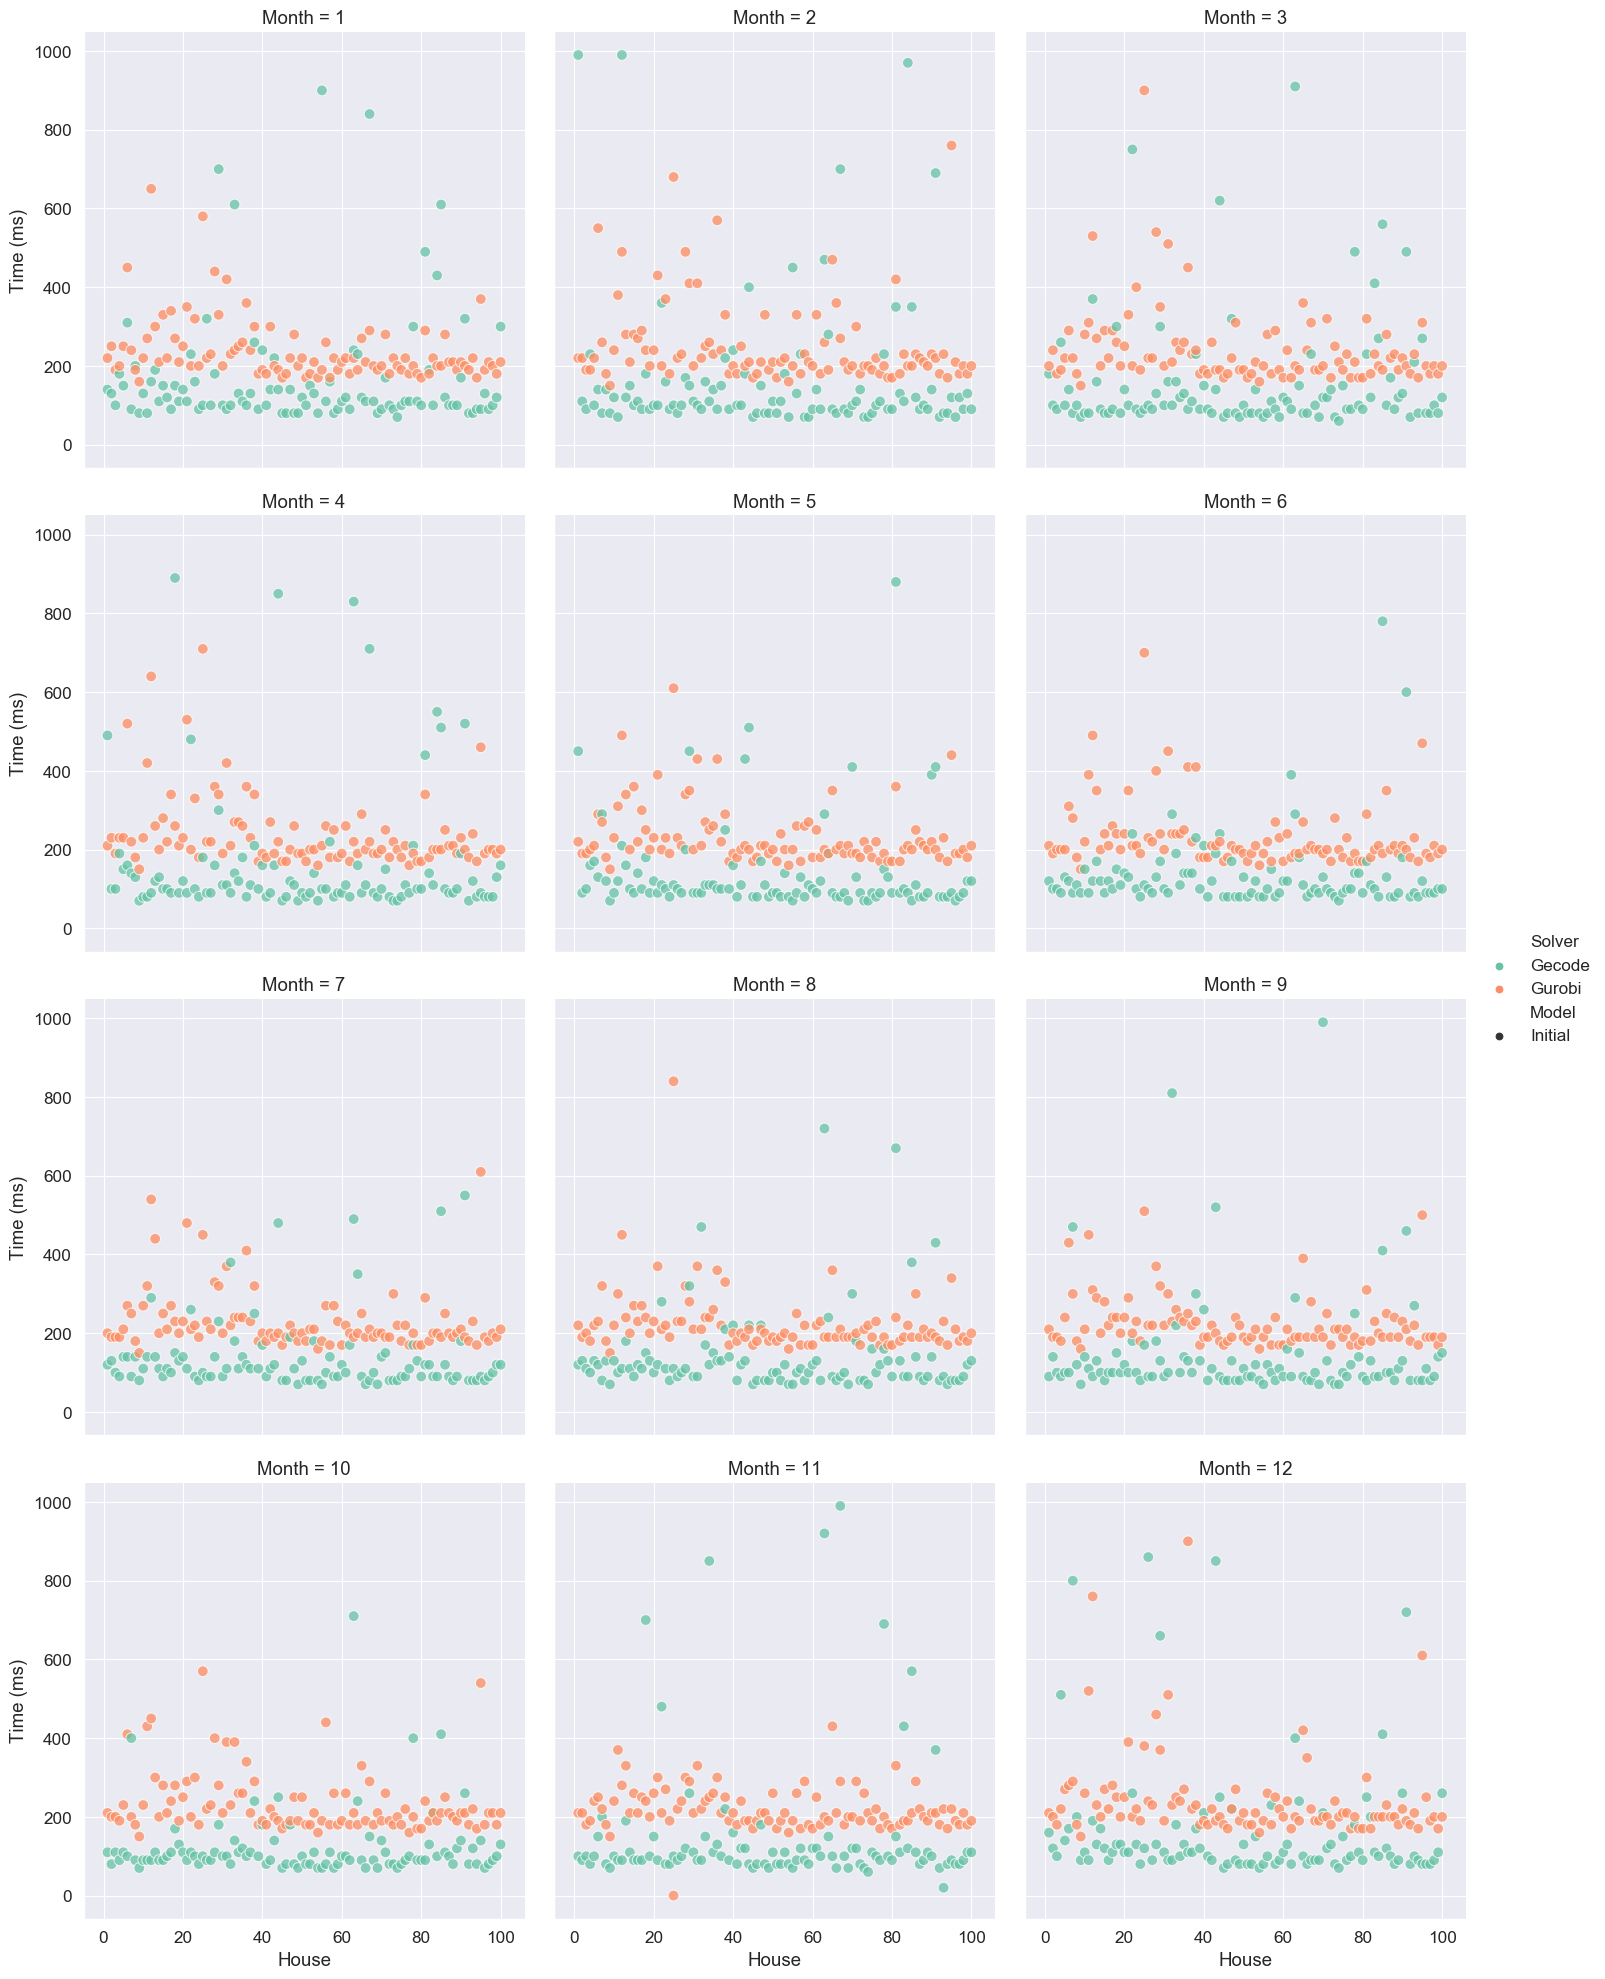 Month = 1
Month = 2
Month = 3
1000
800
600
400
200
0
Time (ms)
Month = 4
Month = 5
Month = 6
1000
800
600
400
200
0
Time (ms)
Solver
Gecode
Gurobi
Model
Initial
Month = 7
Month = 8
Month = 9
1000
800
600
400
200
0
Time (ms)
Month = 10
Month = 11
Month = 12
1000
800
600
400
200
0
Time (ms)
0 20 40 60 80 100
0 20 40 60 80 100
0 20 40 60 80 100
House
House
House